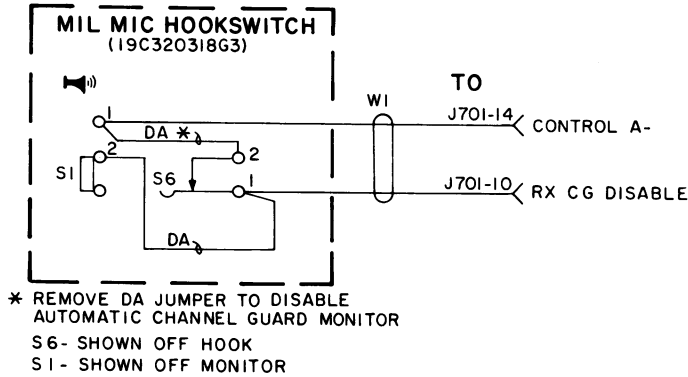 MIL MIC HOOKSWITCH
(19C320318G3)
TO
W1
1
J701-14
CONTROL A-
DA *
2
2
S1
S6
1
J701-10
RX CG DISABLE
DA
* REMOVE DA JUMPER TO DISABLE
AUTOMATIC CHANNEL GUARD MONITOR
S6- SHOWN OFF HOOK
S1- SHOWN OFF MONITOR